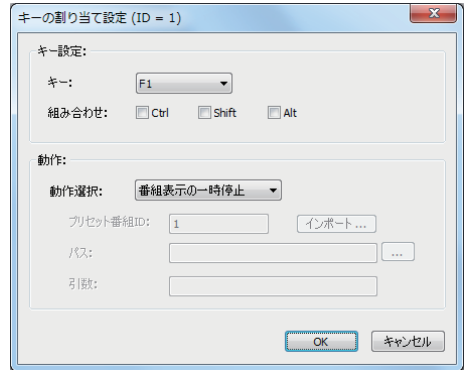 キーの割り当て設定 (ID = 1)
キー設定:
キー: F1
組み合わせ: Ctrl Shift Alt
動作:
動作選択: 番組表示の一時停止
プリセット番組ID: 1 インポート...
パス: ...
引数:
OK キャンセル